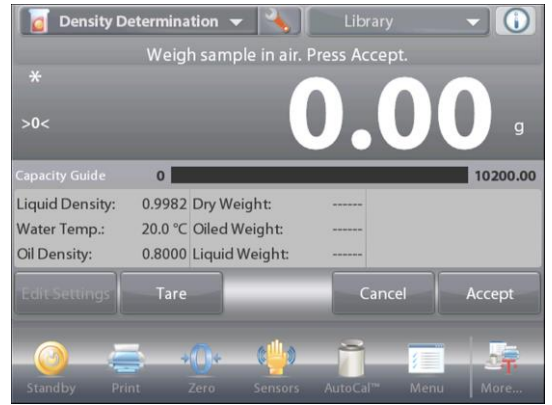 Density Determination Library
Weigh sample in air. Press Accept.
*
>0<
0.00 g
Capacity Guide 0 10200.00
Liquid Density: 0.9982 Dry Weight: ------
Water Temp.: 20.0 °C Oiled Weight: ------
Oil Density: 0.8000 Liquid Weight: ------
Edit Settings Tare Cancel Accept
Standby Print Zero Sensors AutoCal™ Menu More...